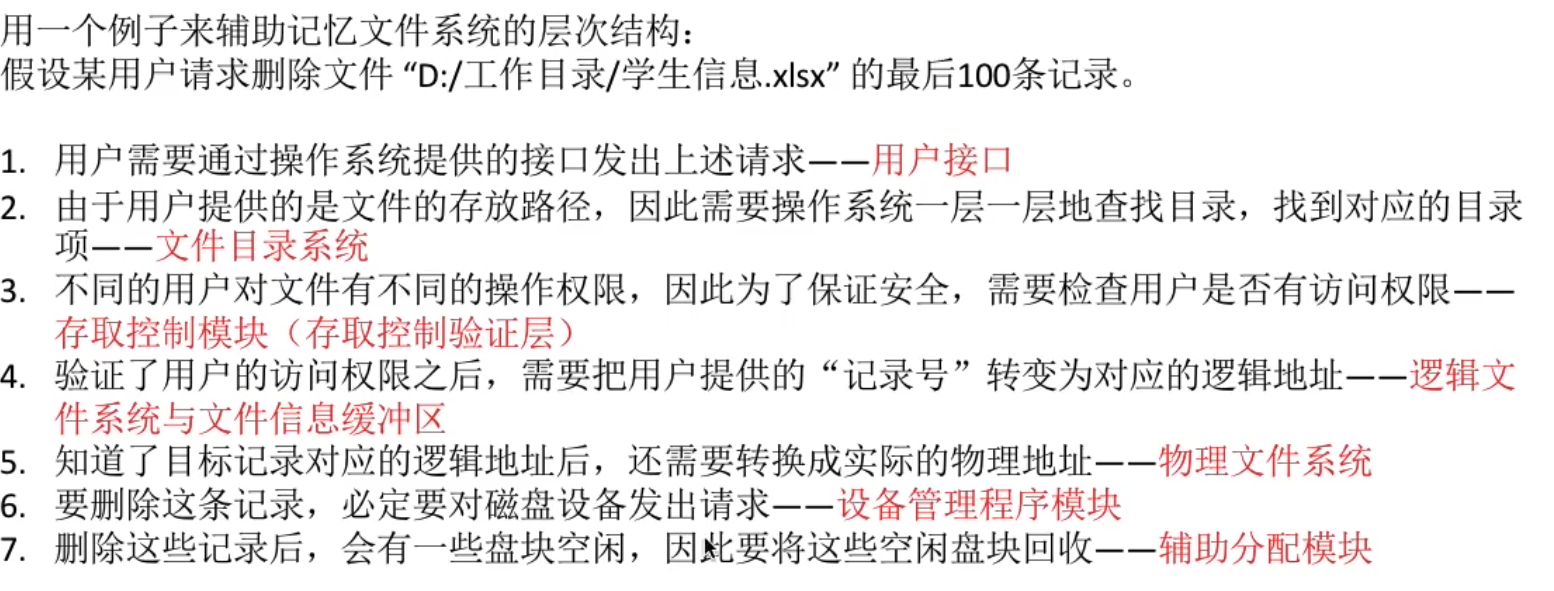 用一个例子来辅助记忆文件系统的层次结构：
假设某用户请求删除文件 “D:/工作目录/学生信息.xlsx” 的最后100条记录。
1. 用户需要通过操作系统提供的接口发出上述请求——用户接口
2. 由于用户提供的是文件的存放路径，因此需要操作系统一层一层地查找目录，找到对应的目录
项——文件目录系统
3. 不同的用户对文件有不同的操作权限，因此为了保证安全，需要检查用户是否有访问权限——
存取控制模块（存取控制验证层）
4. 验证了用户的访问权限之后，需要把用户提供的“记录号”转变为对应的逻辑地址——逻辑文
件系统与文件信息缓冲区
5. 知道了目标记录对应的逻辑地址后，还需要转换成实际的物理地址——物理文件系统
6. 要删除这条记录，必定要对磁盘设备发出请求——设备管理程序模块
7. 删除这些记录后，会有一些盘块空闲，因此要将这些空闲盘块回收——辅助分配模块